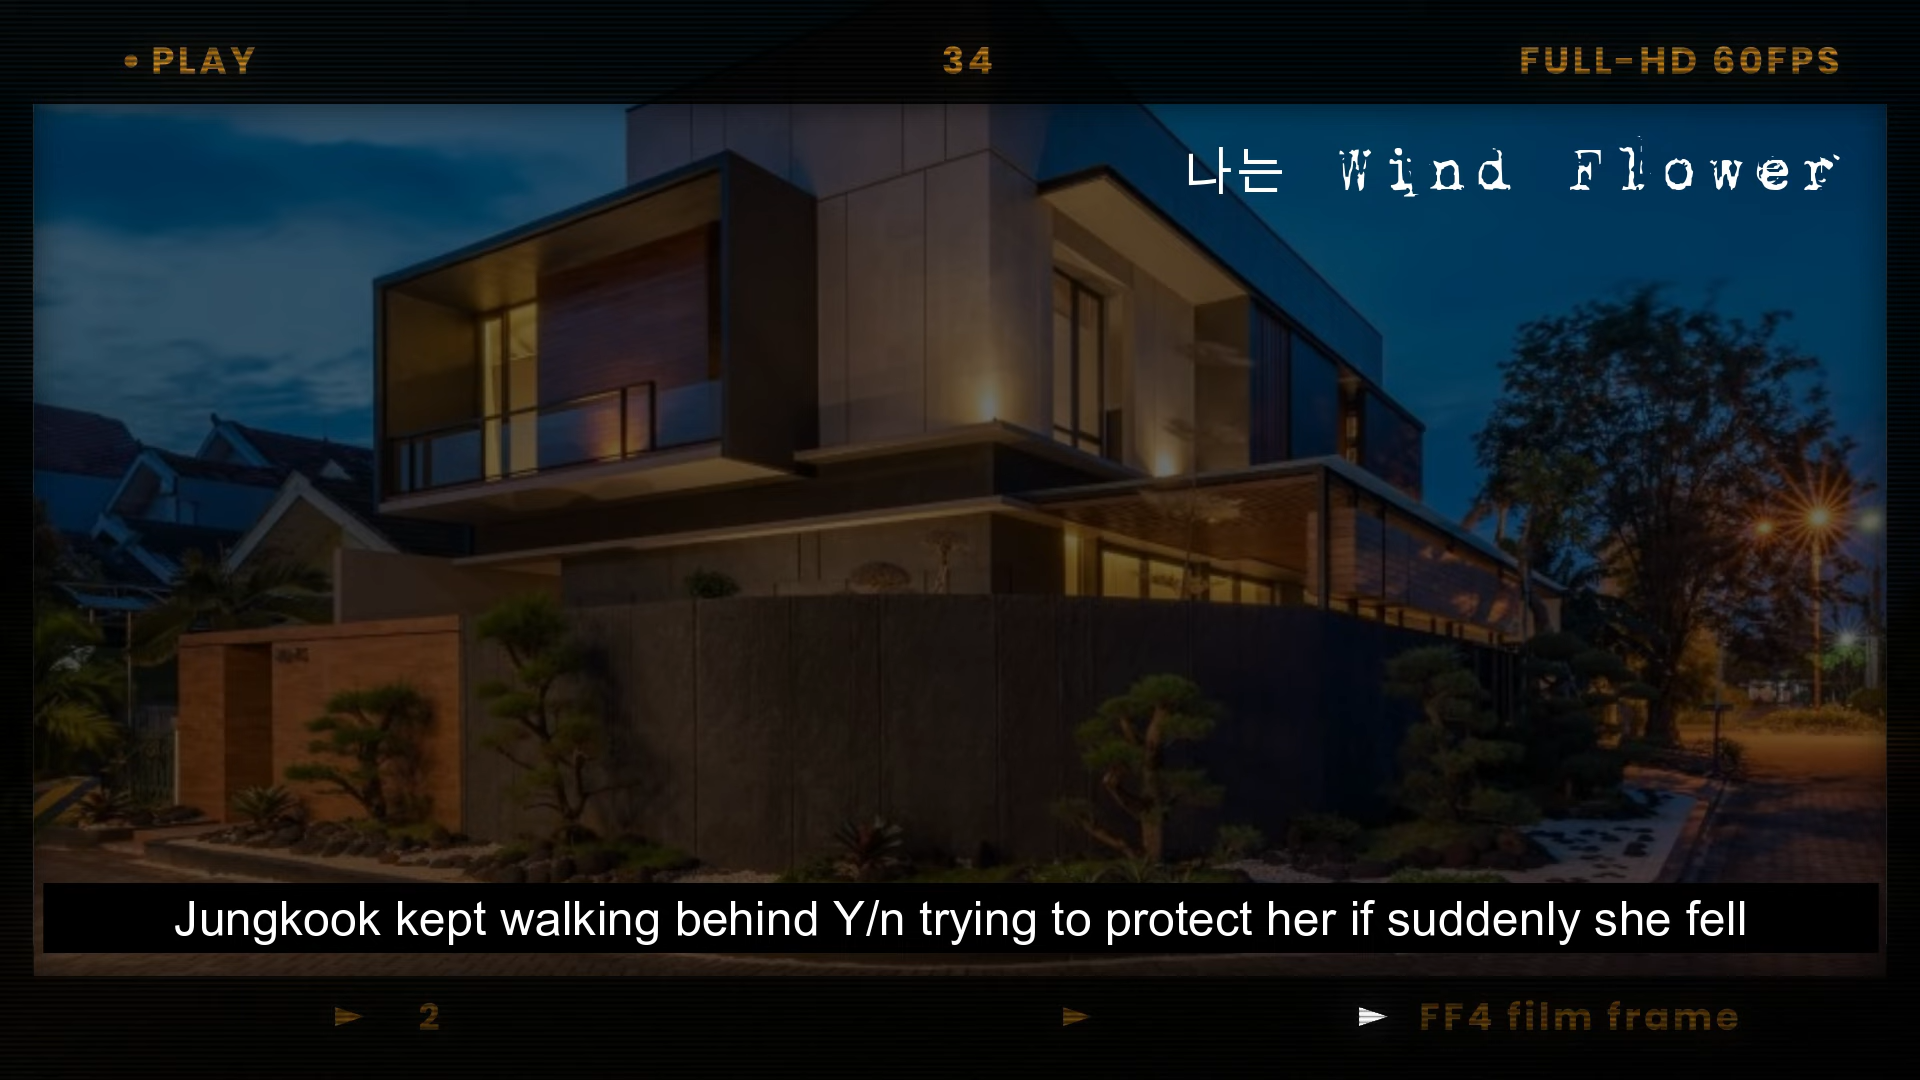 • PLAY
34
FULL-HD 60FPS
나는 Wind Flower
Jungkook kept walking behind Y/n trying to protect her if suddenly she fell
2
FF4 film frame